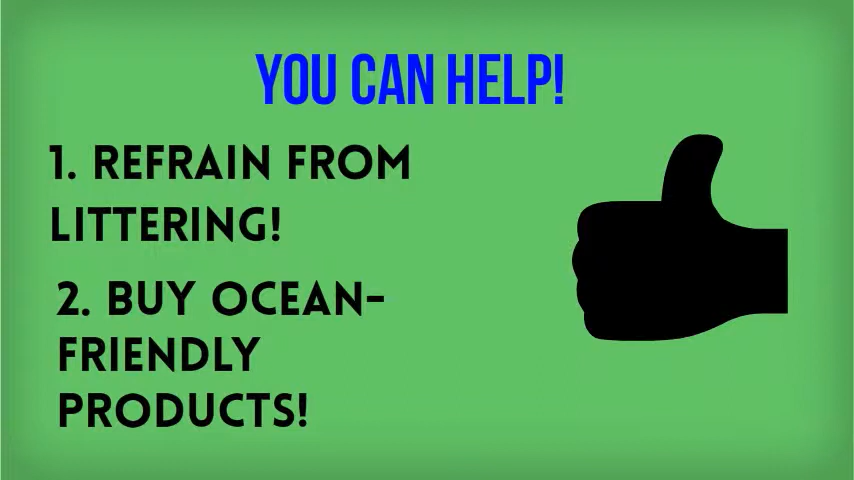 YOU CAN HELP!
1. REFRAIN FROM
LITTERING!
2. BUY OCEAN-
FRIENDLY
PRODUCTS!